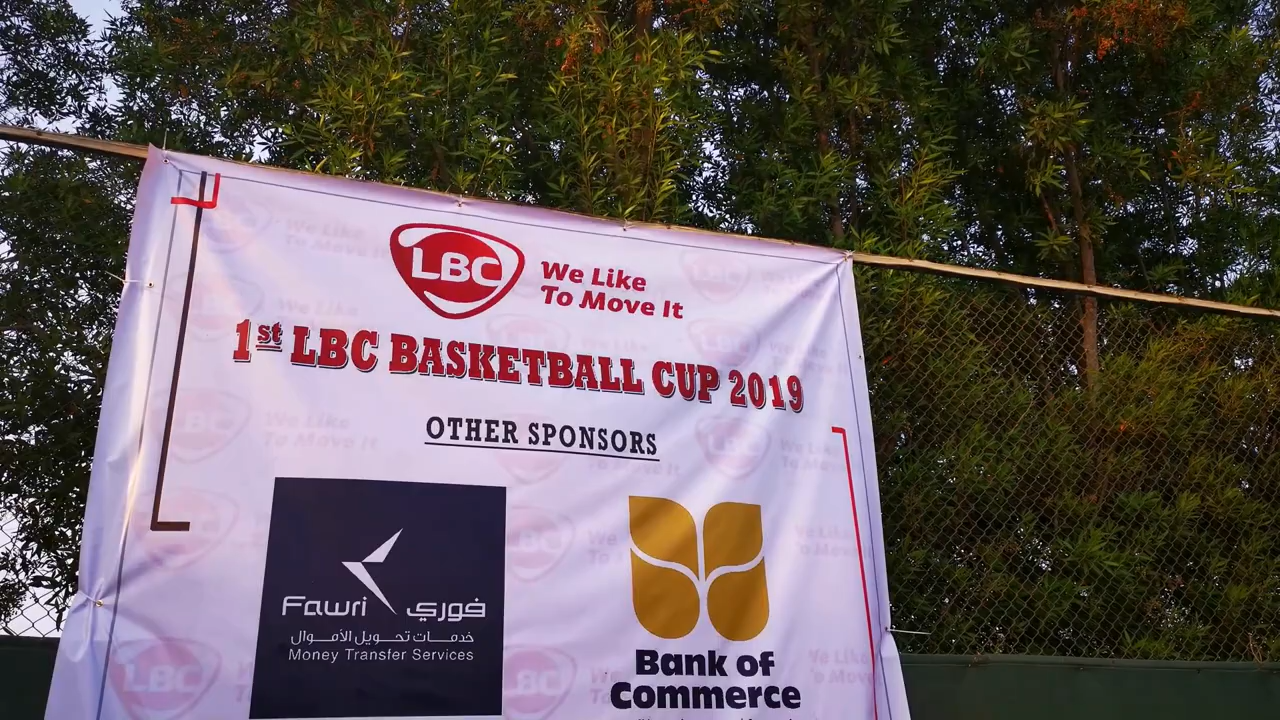 LBC
We Like
To Move It
1st LBC BASKETBALL CUP 2019
OTHER SPONSORS
Fawri فوري
خدمات تحويل الأموال
Money Transfer Services
Bank of
Commerce